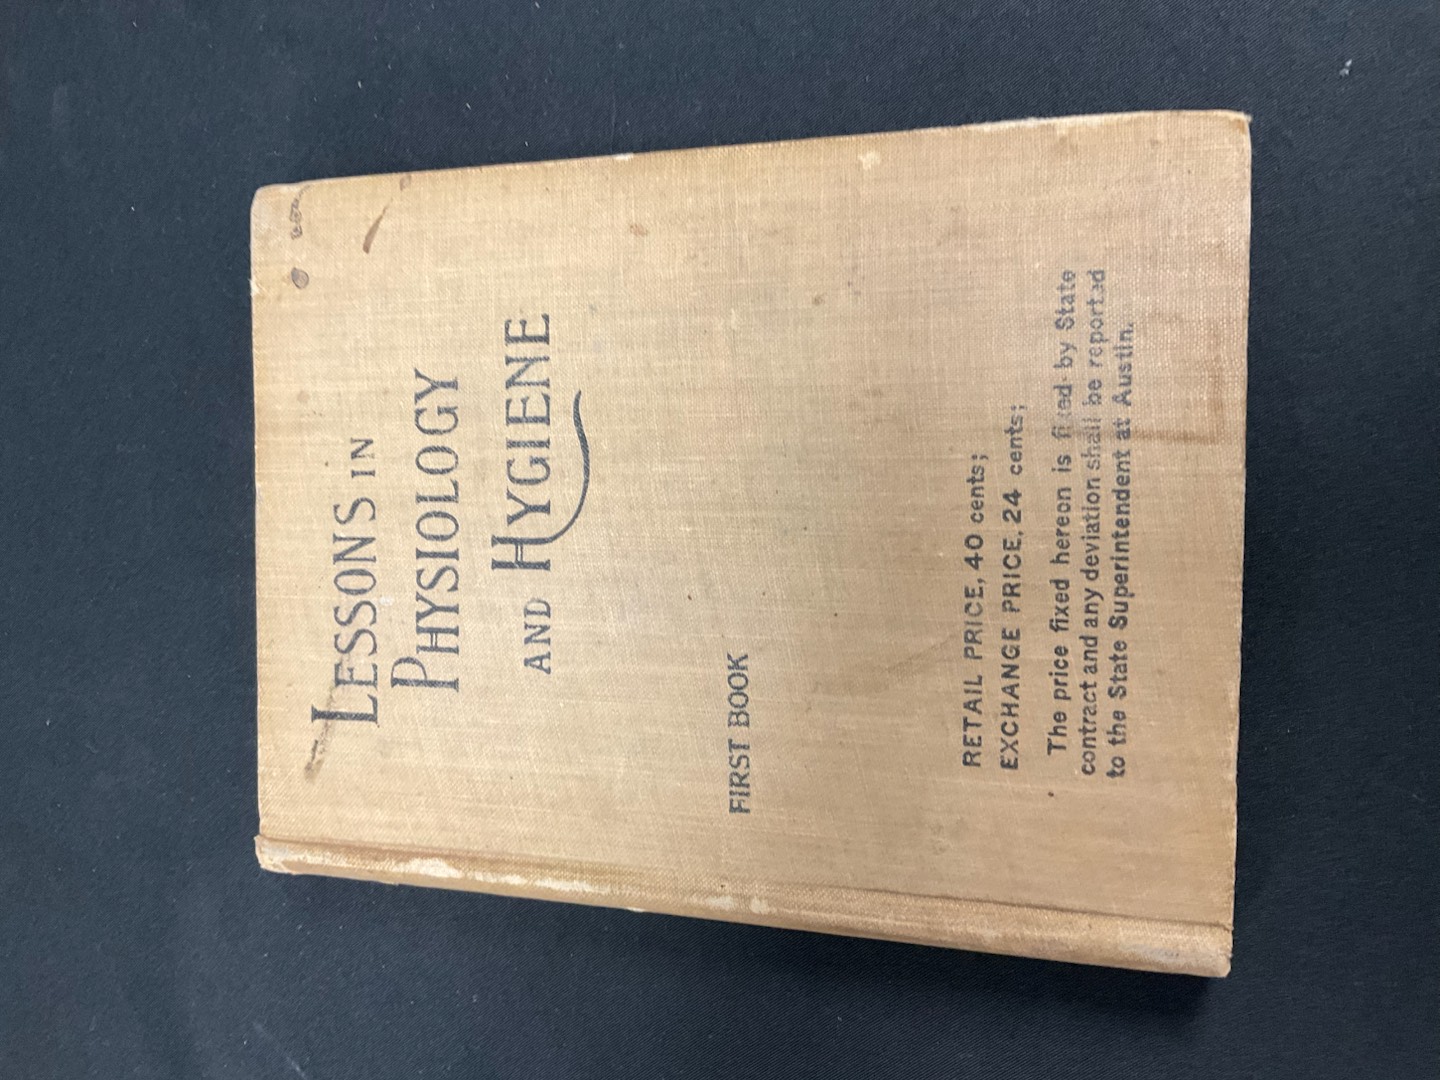 LESSONS IN
PHYSIOLOGY
AND HYGIENE
FIRST BOOK
RETAIL PRICE, 40 cents;
EXCHANGE PRICE, 24 cents;
The price fixed hereon is fixed by State
contract and any deviation shall be reported
to the State Superintendent at Austin.